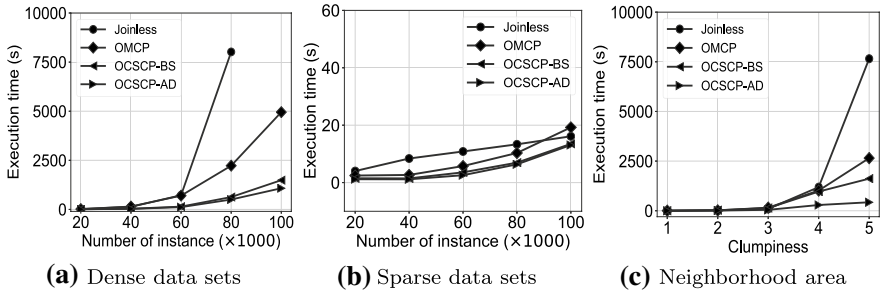 10000
7500
5000
2500
0
Execution time (s)
Joinless
OMCP
OCSCP-BS
OCSCP-AD
20 40 60 80 100
Number of instance (×1000)
(a) Dense data sets
60
40
20
0
Execution time (s)
Joinless
OMCP
OCSCP-BS
OCSCP-AD
20 40 60 80 100
Number of instance (×1000)
(b) Sparse data sets
10000
7500
5000
2500
0
Execution time (s)
Joinless
OMCP
OCSCP-BS
OCSCP-AD
1 2 3 4 5
Clumpiness
(c) Neighborhood area